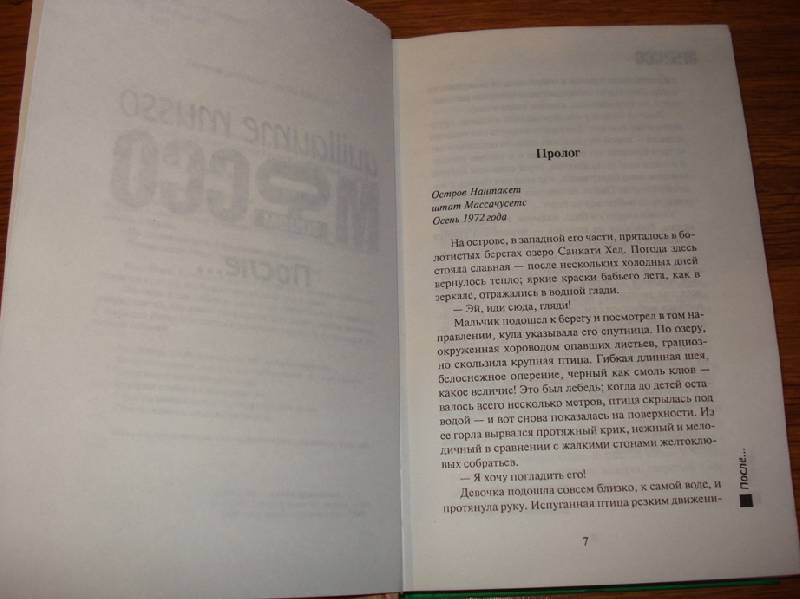 guillaume musso
МЮССО
После...
Пролог
Остров Нантакет
штат Массачусетс
Осень 1972 года
На острове, в западной его части, пряталось в бо-
лотистых берегах озеро Санкати Хед. Погода здесь
стояла славная — после нескольких холодных дней
вернулось тепло; яркие краски бабьего лета, как в
зеркале, отражались в водной глади.
— Эй, иди сюда, гляди!
Мальчик подошел к берегу и посмотрел в том на-
правлении, куда указывала его спутница. По озеру,
окруженная хороводом опавших листьев, грациоз-
но скользила крупная птица. Гибкая длинная шея,
белоснежное оперение, черный как смоль клюв —
какое величие! Это был лебедь; когда до детей оста-
валось всего несколько метров, птица скрылась под
водой — и вот снова показалась на поверхности. Из
ее горла вырвался протяжный крик, нежный и мело-
дичный в сравнении с жалкими стонами желтоклю-
вых собратьев.
— Я хочу погладить его!
Девочка подошла совсем близко, к самой воде, и
протянула руку. Испуганная птица резким движени-
После...
7